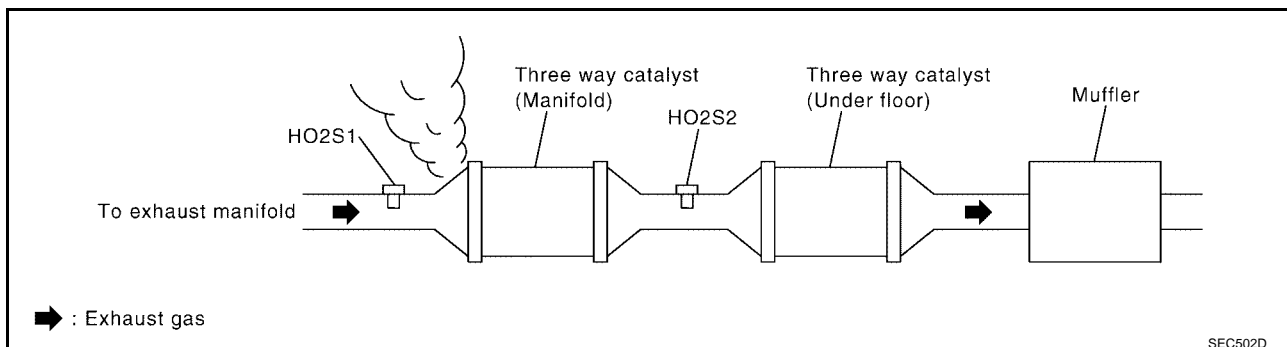 Three way catalyst
(Manifold)
Three way catalyst
(Under floor)
Muffler
HO2S1
HO2S2
To exhaust manifold
: Exhaust gas
SEC502D